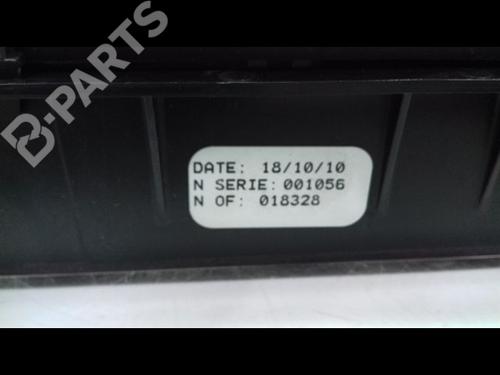 B-PARTS
DATE: 18/10/10
N SERIE: 001056
N OF: 018328